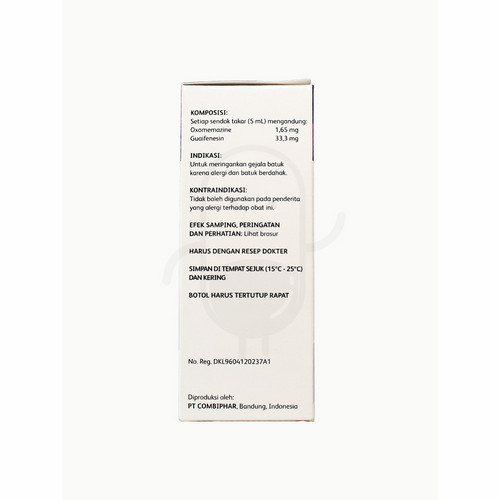 KOMPOSISI:
Setiap sendok takar (5 mL) mengandung:
Oxomemazine 1,65 mg
Guaifenesin 33,3 mg
INDIKASI:
Untuk meringankan gejala batuk
karena alergi dan batuk berdahak.
KONTRAINDIKASI:
Tidak boleh digunakan pada penderita
yang alergi terhadap obat ini.
EFEK SAMPING, PERINGATAN
DAN PERHATIAN: Lihat brosur
HARUS DENGAN RESEP DOKTER
SIMPAN DI TEMPAT SEJUK (15°C - 25°C)
DAN KERING
BOTOL HARUS TERTUTUP RAPAT
No. Reg. DKL9604120237A1
Diproduksi oleh:
PT COMBIPHAR, Bandung, Indonesia